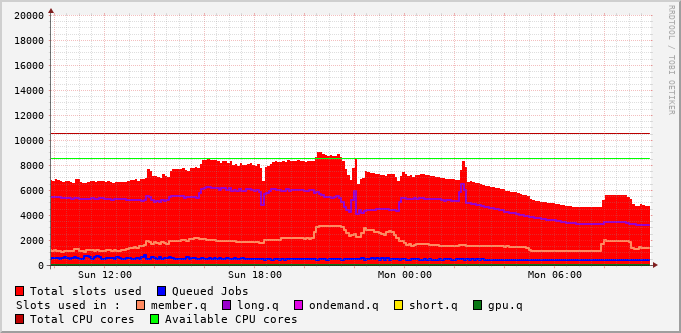 RRDTOOL / TOBI OETIKER
20000
18000
16000
14000
12000
10000
8000
6000
4000
2000
0
Sun 12:00 Sun 18:00 Mon 00:00 Mon 06:00
Total slots used Queued Jobs
Slots used in : member.q long.q ondemand.q short.q gpu.q
Total CPU cores Available CPU cores